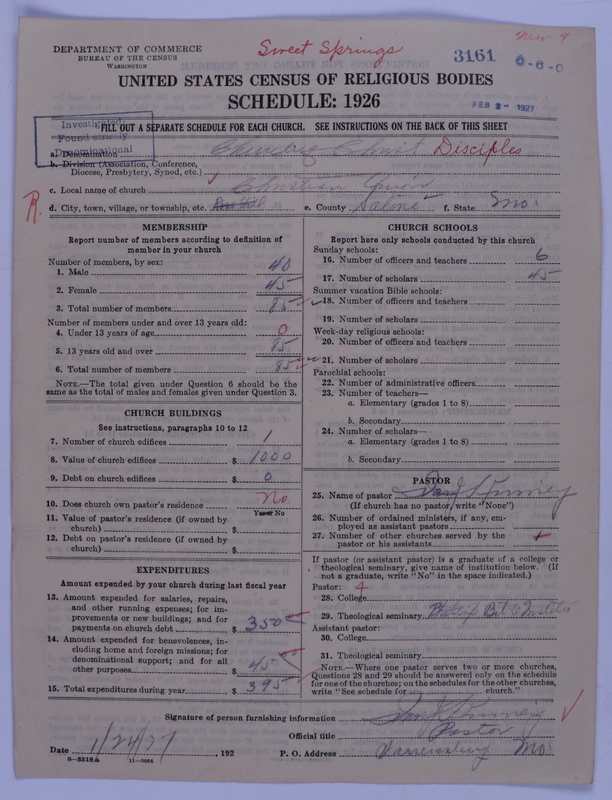 DEPARTMENT OF COMMERCE
BUREAU OF THE CENSUS
WASHINGTON
Sweet Springs
3161
New 9
0-6-0
UNITED STATES CENSUS OF RELIGIOUS BODIES
SCHEDULE: 1926
FEB 2 - 1927
Investigated
Found strictly
Denominational
FILL OUT A SEPARATE SCHEDULE FOR EACH CHURCH. SEE INSTRUCTIONS ON THE BACK OF THIS SHEET
a. Denomination Church of Christ Disciples
b. Division (Association, Conference, Diocese, Presbytery, Synod, etc.)
c. Local name of church Christian Union
R.
d. City, town, village, or township, etc. e. County Saline f. State Mo.
MEMBERSHIP
Report number of members according to definition of
member in your church
Number of members, by sex:
1. Male 40
2. Female 45
3. Total number of members 85
Number of members under and over 13 years old:
4. Under 13 years of age 0
5. 13 years old and over 85
6. Total number of members 85
NOTE.—The total given under Question 6 should be the
same as the total of males and females given under Question 3.
CHURCH BUILDINGS
See instructions, paragraphs 10 to 12
7. Number of church edifices 1
8. Value of church edifices $ 1000
9. Debt on church edifices $ 0
10. Does church own pastor's residence No
Yes or No
11. Value of pastor's residence (if owned by
church) $
12. Debt on pastor's residence (if owned by
church) $
EXPENDITURES
Amount expended by your church during last fiscal year
13. Amount expended for salaries, repairs,
and other running expenses; for im-
provements or new buildings; and for
payments on church debt $ 350
14. Amount expended for benevolences, in-
cluding home and foreign missions; for
denominational support; and for all
other purposes $ 45
15. Total expenditures during year $ 395
CHURCH SCHOOLS
Report here only schools conducted by this church
Sunday schools:
16. Number of officers and teachers 6
17. Number of scholars 45
Summer vacation Bible schools:
18. Number of officers and teachers
19. Number of scholars
Week-day religious schools:
20. Number of officers and teachers
21. Number of scholars
Parochial schools:
22. Number of administrative officers
23. Number of teachers—
a. Elementary (grades 1 to 8)
b. Secondary
24. Number of scholars—
a. Elementary (grades 1 to 8)
b. Secondary
PASTOR
25. Name of pastor
(If church has no pastor, write "None")
26. Number of ordained ministers, if any, em-
ployed as assistant pastors
27. Number of other churches served by the
pastor or his assistants
If pastor (or assistant pastor) is a graduate of a college or
theological seminary, give name of institution below. (If
not a graduate, write "No" in the space indicated.)
Pastor: 4
28. College
29. Theological seminary
Assistant pastor:
30. College
31. Theological seminary
NOTE.—Where one pastor serves two or more churches,
Questions 28 and 29 should be answered only on the schedule
for one of the churches; on the schedules for the other churches,
write "See schedule for church."
Signature of person furnishing information
Official title Pastor
Date 1/24/27, 192 P. O. Address Warrensburg Mo.
8—5518a 11—9084